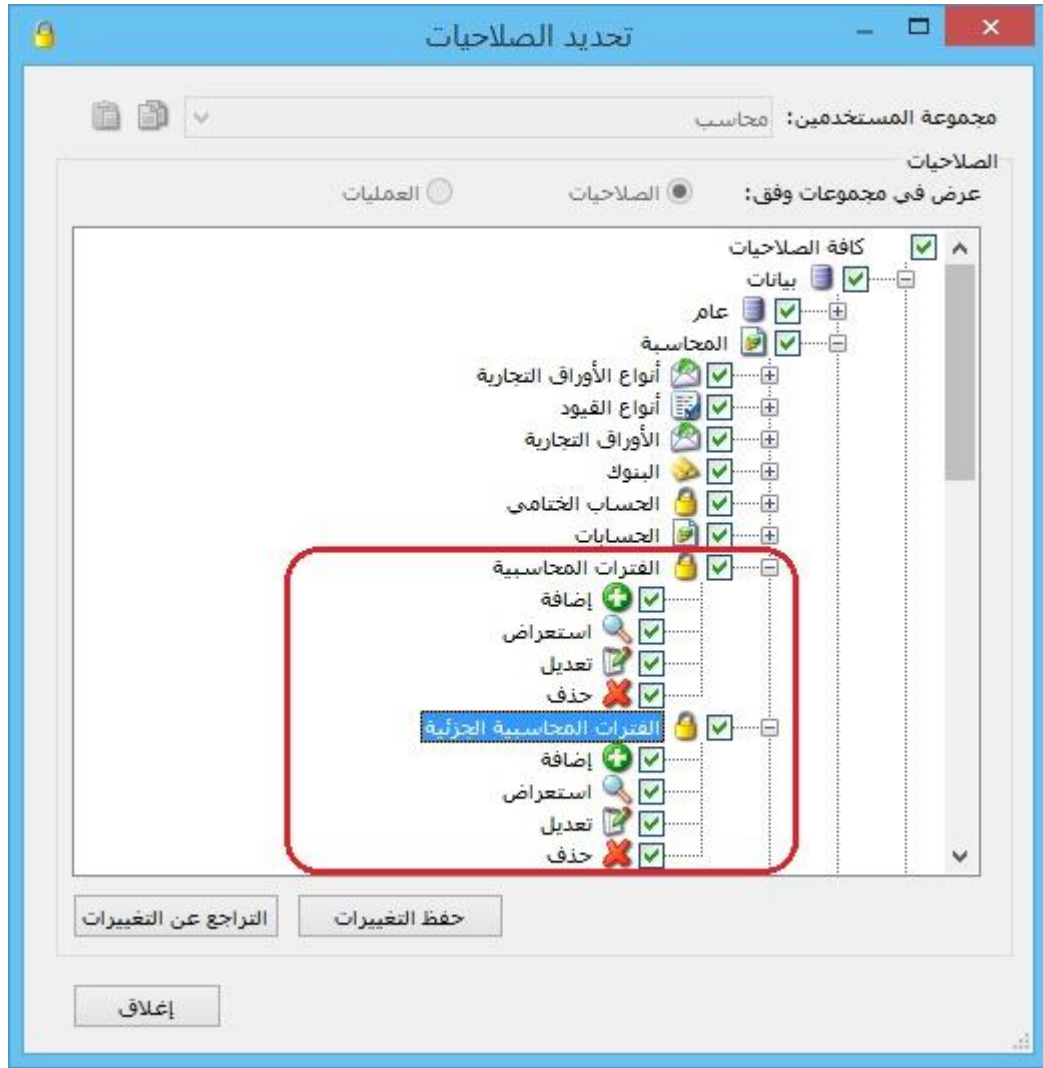 تحديد الصلاحيات
مجموعة المستخدمين: محاسب
الصلاحيات
عرض في مجموعات وفق: الصلاحيات العمليات
كافة الصلاحيات
بيانات
عام
المحاسبة
أنواع الأوراق التجارية
أنواع القيود
الأوراق التجارية
البنوك
الحساب الختامي
الحسابات
الفترات المحاسبية
إضافة
استعراض
تعديل
حذف
الفترات المحاسبية الجزئية
إضافة
استعراض
تعديل
حذف
حفظ التغييرات التراجع عن التغييرات
إغلاق